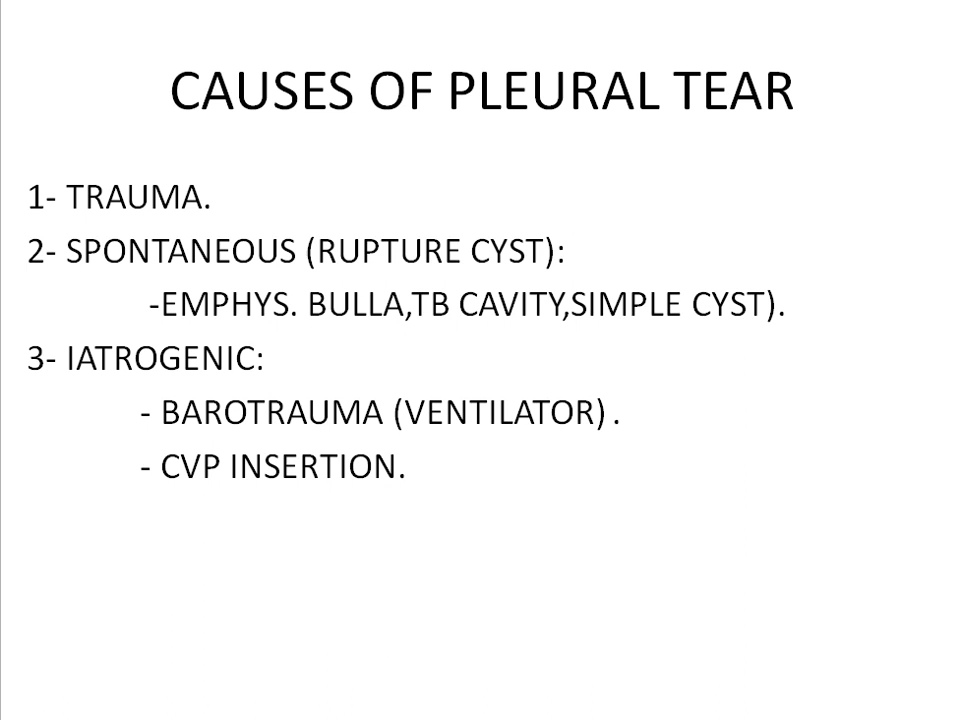 CAUSES OF PLEURAL TEAR
1- TRAUMA.
2- SPONTANEOUS (RUPTURE CYST):
-EMPHYS. BULLA,TB CAVITY,SIMPLE CYST).
3- IATROGENIC:
- BAROTRAUMA (VENTILATOR) .
- CVP INSERTION.